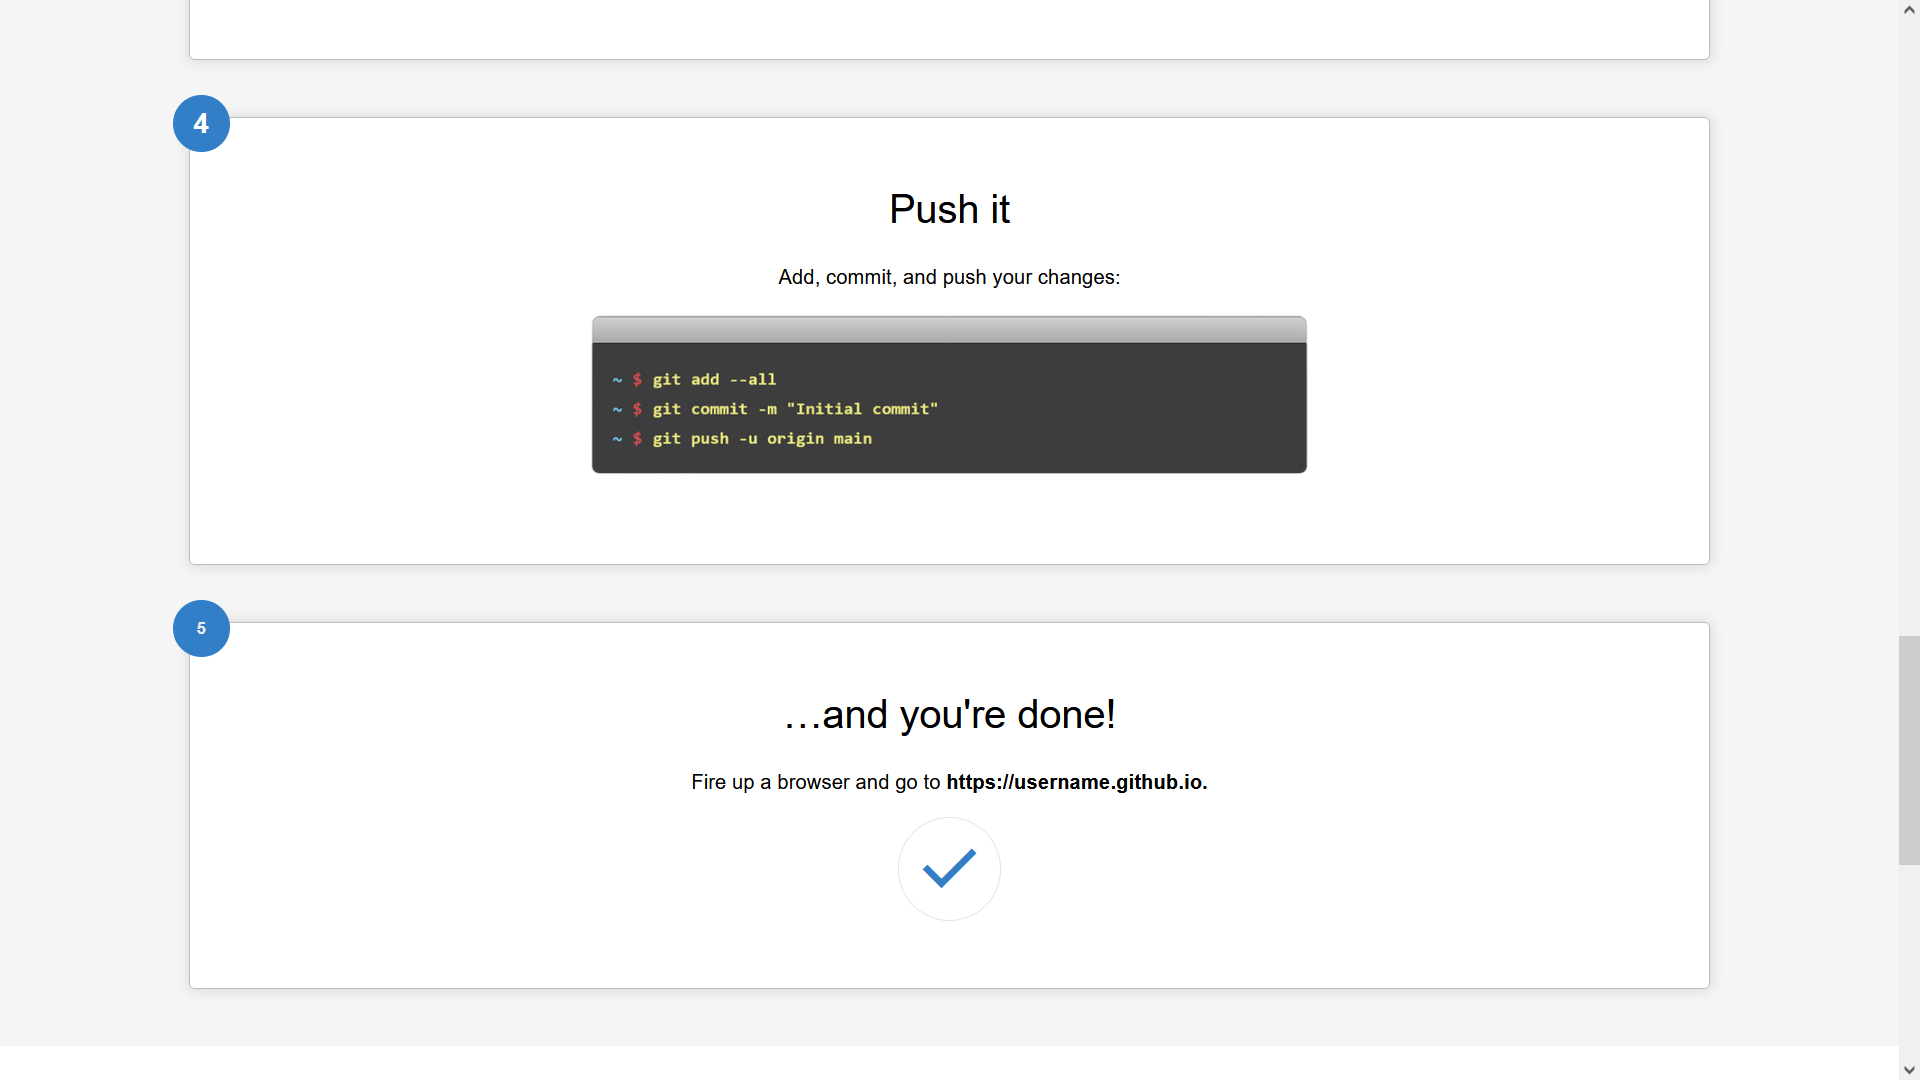 4
Push it
Add, commit, and push your changes:
~ $ git add --all
~ $ git commit -m "Initial commit"
~ $ git push -u origin main
5
…and you're done!
Fire up a browser and go to https://username.github.io.